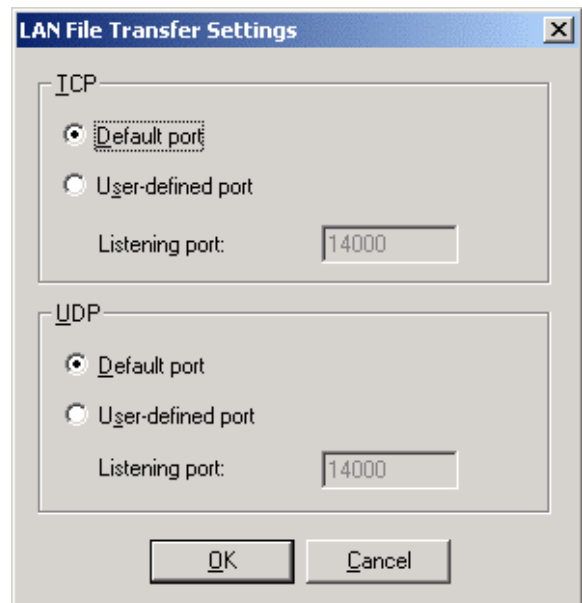 LAN File Transfer Settings
TCP
Default port
User-defined port
Listening port: 14000
UDP
Default port
User-defined port
Listening port: 14000
OK Cancel